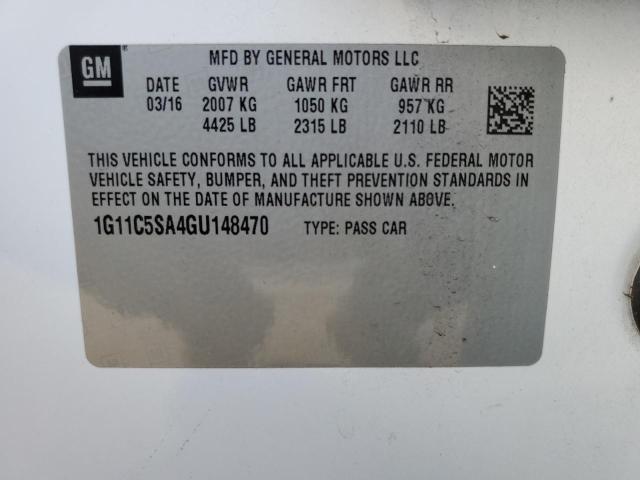 GM
MFD BY GENERAL MOTORS LLC
DATE GVWR GAWR FRT GAWR RR
03/16 2007 KG 1050 KG 957 KG
4425 LB 2315 LB 2110 LB
THIS VEHICLE CONFORMS TO ALL APPLICABLE U.S. FEDERAL MOTOR
VEHICLE SAFETY, BUMPER, AND THEFT PREVENTION STANDARDS IN
EFFECT ON THE DATE OF MANUFACTURE SHOWN ABOVE.
1G11C5SA4GU148470 TYPE: PASS CAR